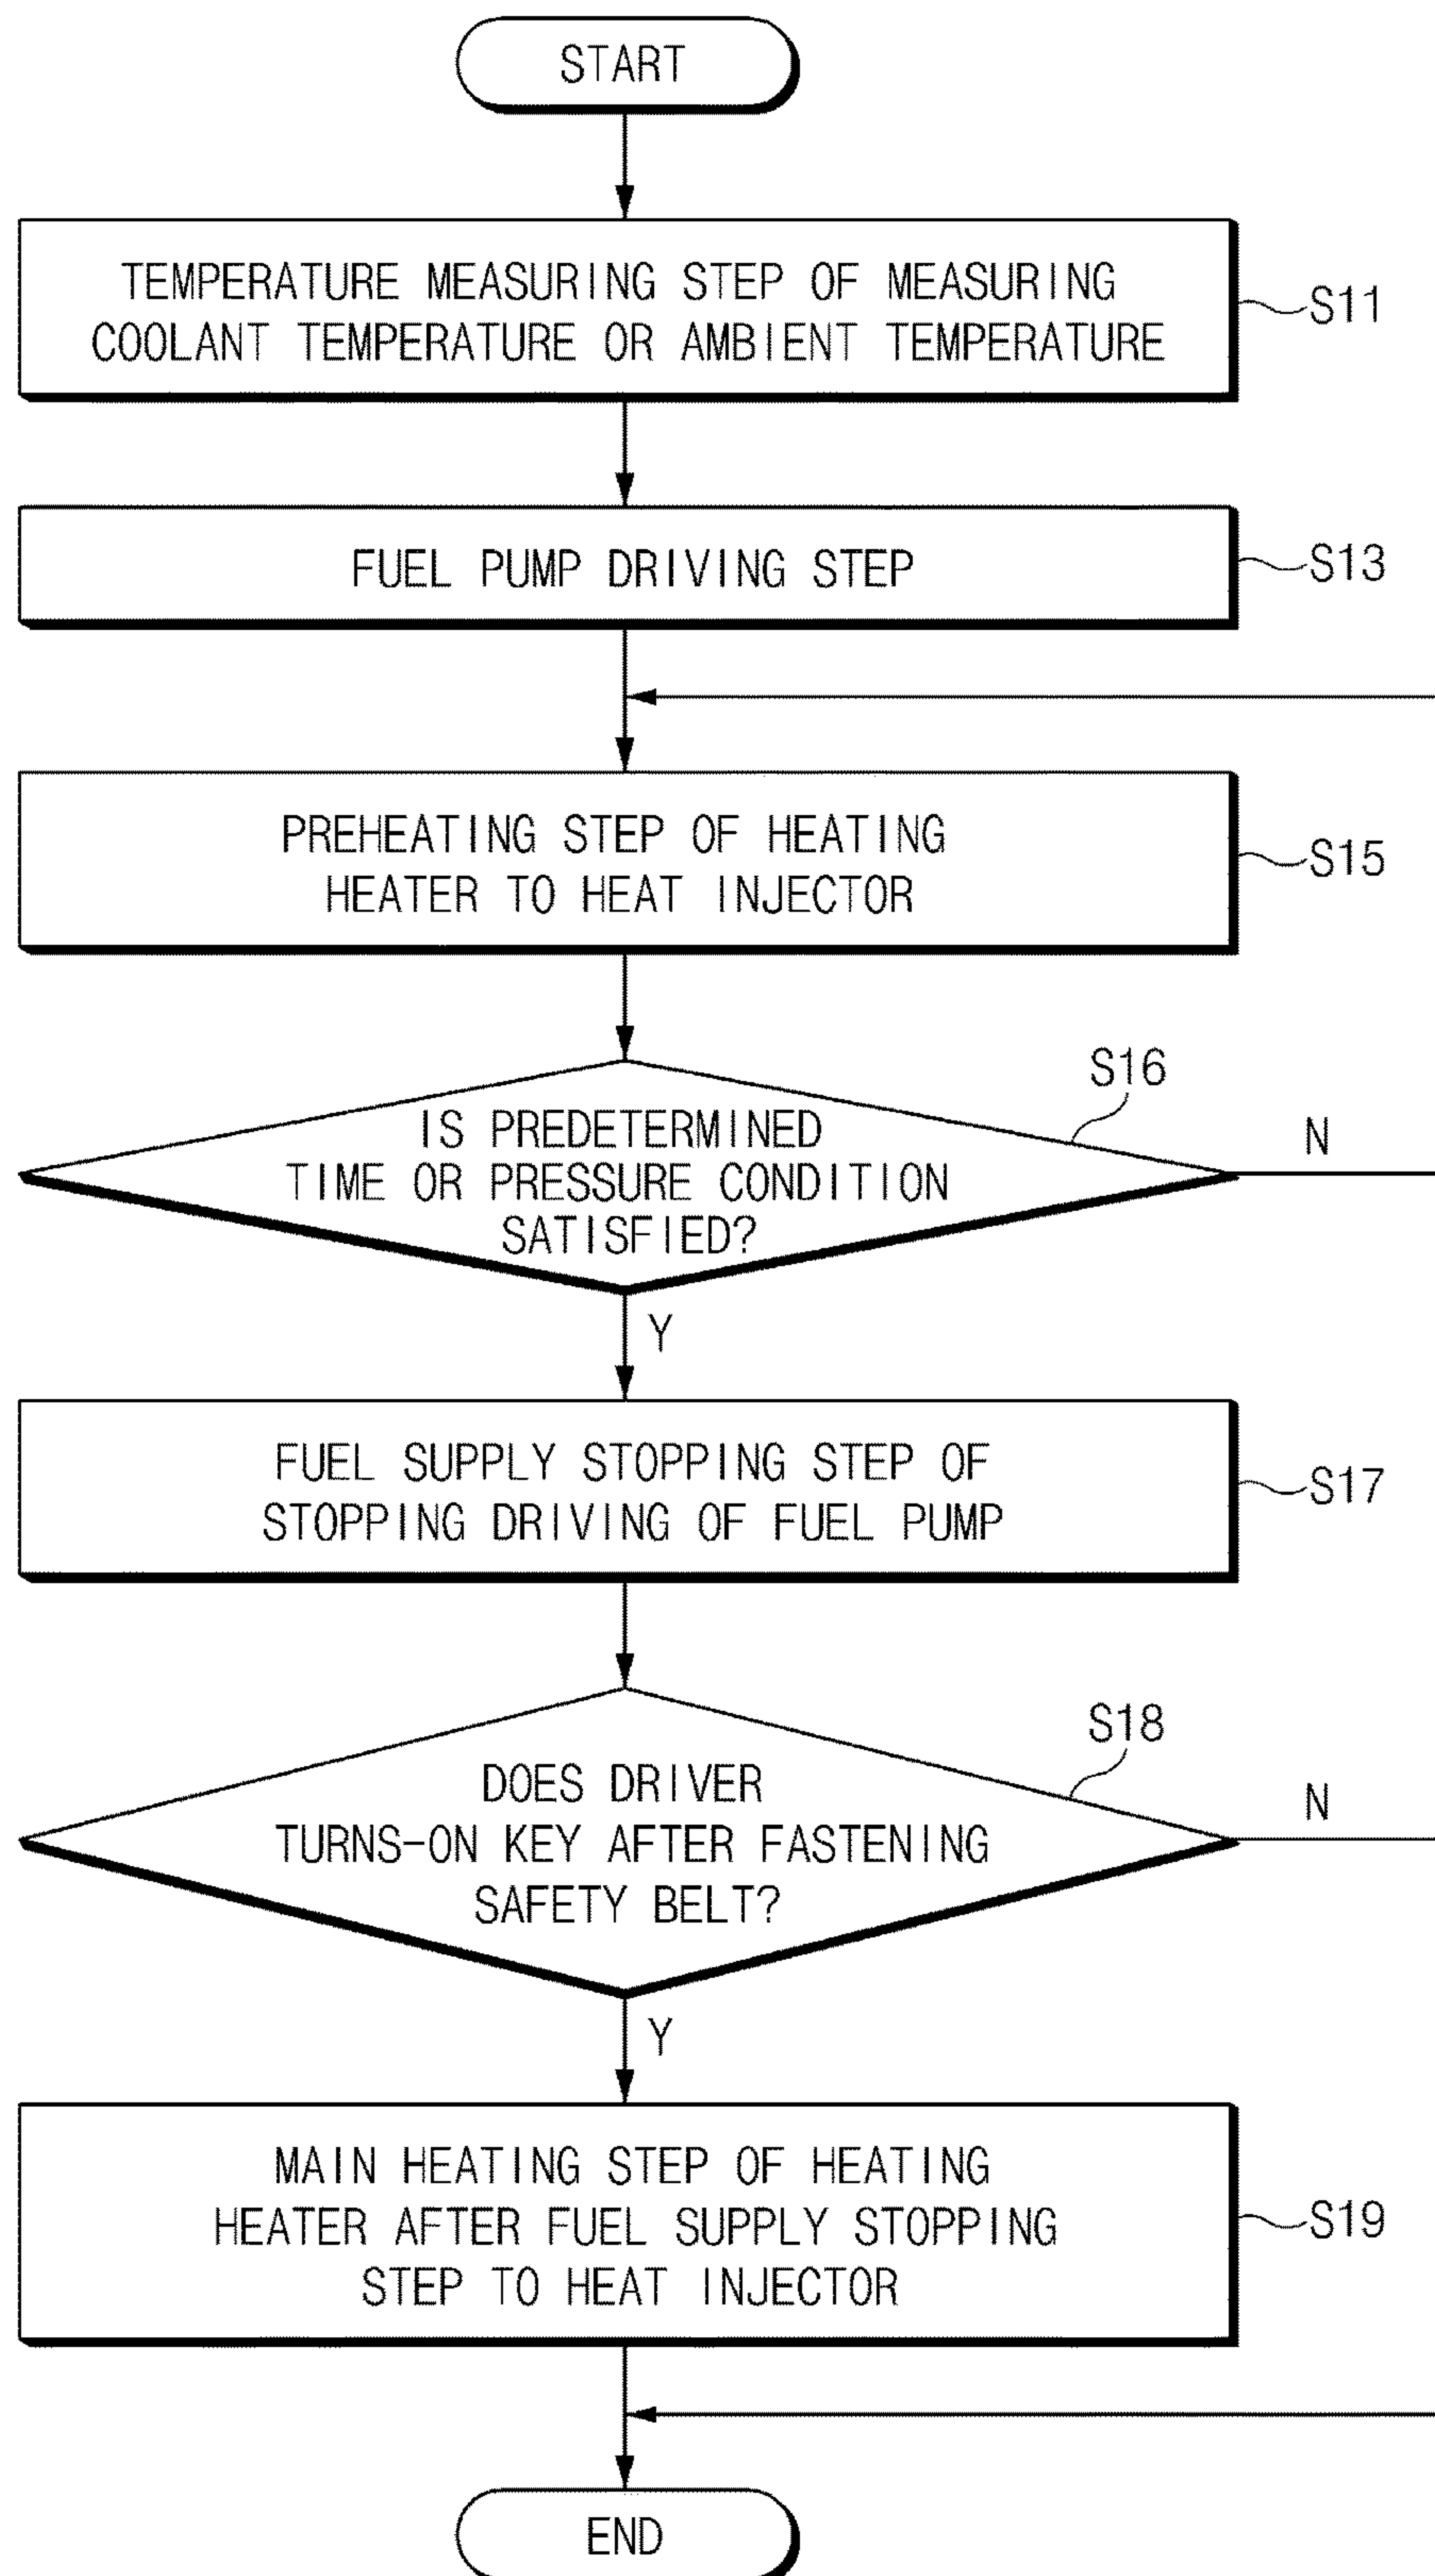 START
TEMPERATURE MEASURING STEP OF MEASURING
COOLANT TEMPERATURE OR AMBIENT TEMPERATURE
S11
FUEL PUMP DRIVING STEP
S13
PREHEATING STEP OF HEATING
HEATER TO HEAT INJECTOR
S15
S16
IS PREDETERMINED
TIME OR PRESSURE CONDITION
SATISFIED?
N
Y
FUEL SUPPLY STOPPING STEP OF
STOPPING DRIVING OF FUEL PUMP
S17
S18
DOES DRIVER
TURNS-ON KEY AFTER FASTENING
SAFETY BELT?
N
Y
MAIN HEATING STEP OF HEATING
HEATER AFTER FUEL SUPPLY STOPPING
STEP TO HEAT INJECTOR
S19
END